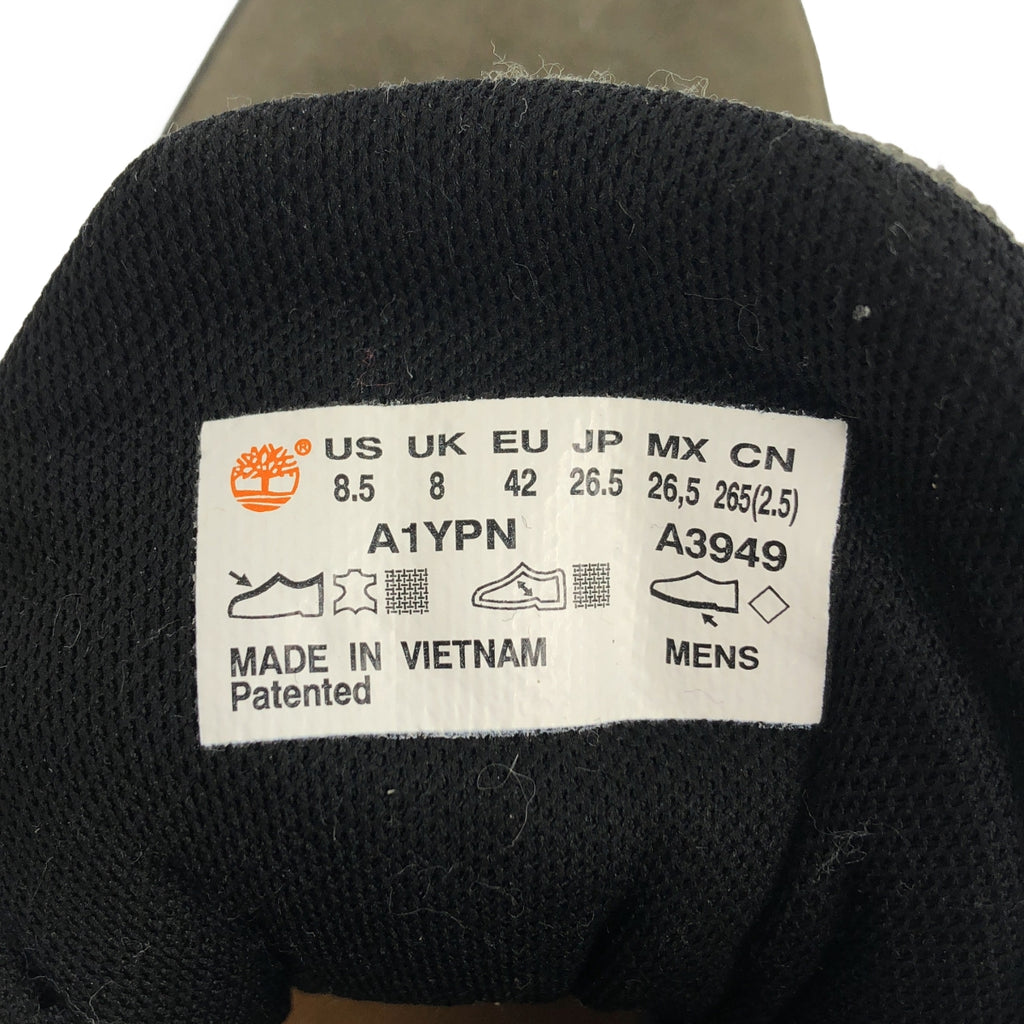 ® US UK EU JP MX CN
8.5 8 42 26.5 26,5 265(2.5)
A1YPN A3949
MADE IN VIETNAM MENS
Patented